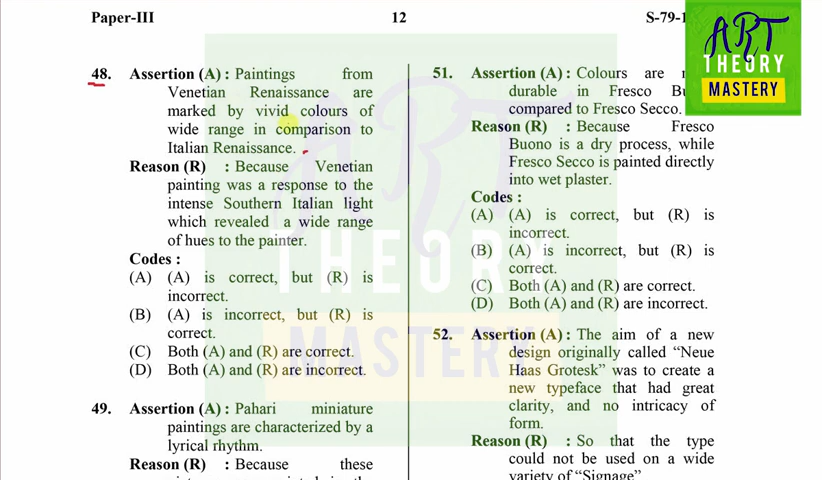 Paper-III
12
S-79-1
48. Assertion (A) : Paintings from
Venetian Renaissance are
marked by vivid colours of
wide range in comparison to
Italian Renaissance.
Reason (R) : Because Venetian
painting was a response to the
intense Southern Italian light
which revealed a wide range
of hues to the painter.
Codes :
(A) (A) is correct, but (R) is
incorrect.
(B) (A) is incorrect, but (R) is
correct.
(C) Both (A) and (R) are correct.
(D) Both (A) and (R) are incorrect.
49. Assertion (A) : Pahari miniature
paintings are characterized by a
lyrical rhythm.
Reason (R) : Because these
51. Assertion (A) : Colours are
durable in Fresco
compared to Fresco Secco.
Reason (R) : Because Fresco
Buono is a dry process, while
Fresco Secco is painted directly
into wet plaster.
Codes :
(A) (A) is correct, but (R) is
incorrect.
(B) (A) is incorrect, but (R) is
correct.
(C) Both (A) and (R) are correct.
(D) Both (A) and (R) are incorrect.
52. Assertion (A) : The aim of a new
design originally called “Neue
Haas Grotesk” was to create a
new typeface that had great
clarity, and no intricacy of
form.
Reason (R) : So that the type
could not be used on a wide
variety of “Signage”
ART
THEORY
MASTERY
ART
THEORY
MASTERY